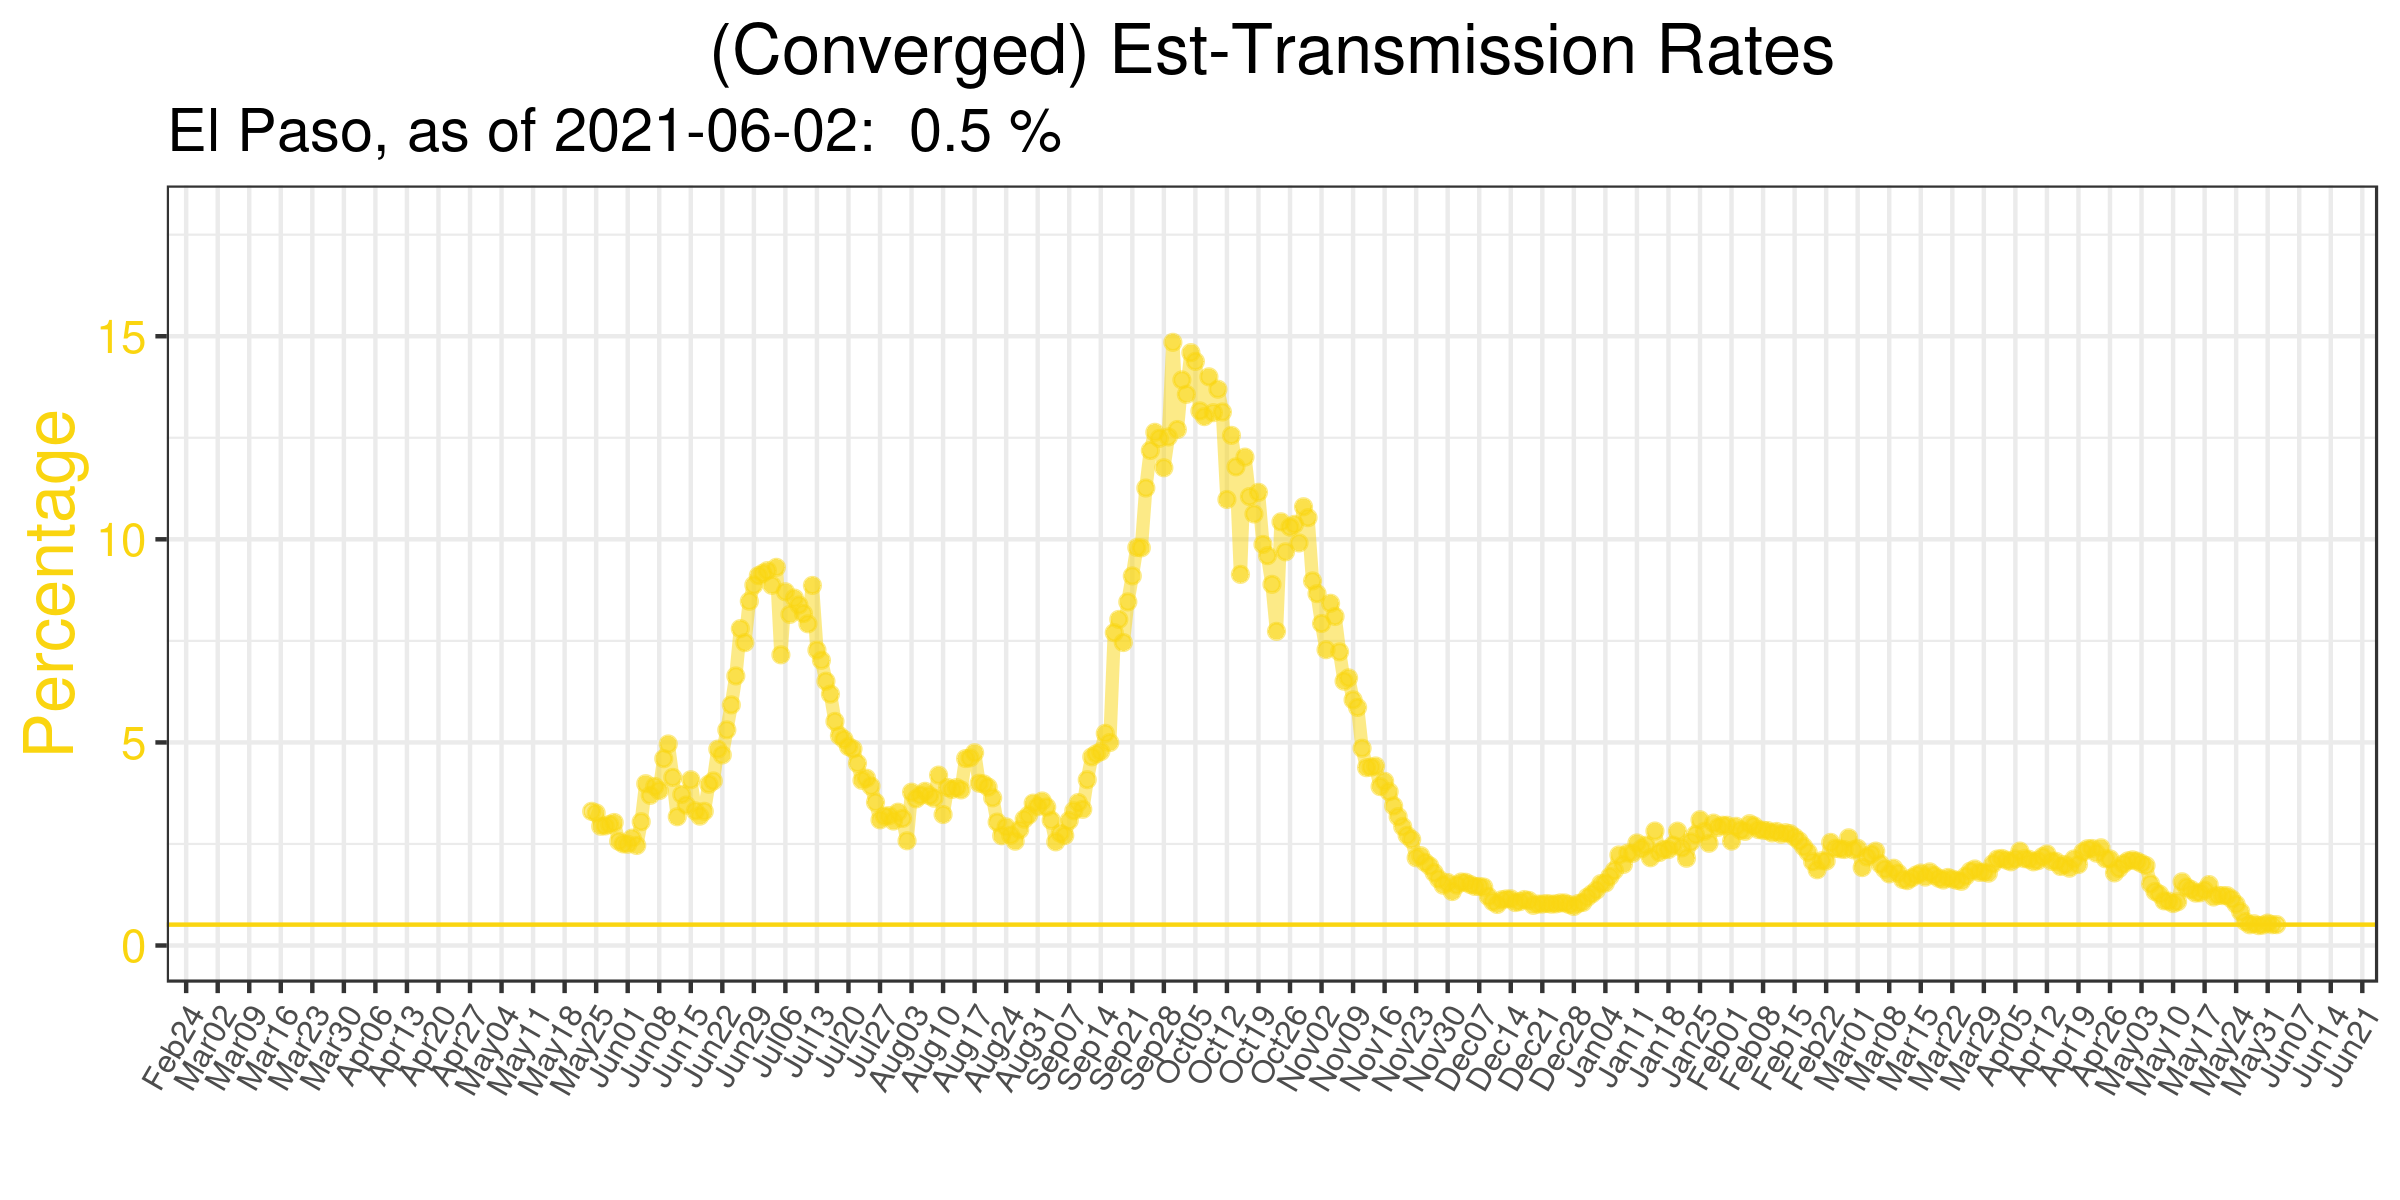 (Converged) Est-Transmission Rates
El Paso, as of 2021-06-02:  0.5 %
Percentage
15
10
5
0
Feb24
Mar02
Mar09
Mar16
Mar23
Mar30
Apr06
Apr13
Apr20
Apr27
May04
May11
May18
May25
Jun01
Jun08
Jun15
Jun22
Jun29
Jul06
Jul13
Jul20
Jul27
Aug03
Aug10
Aug17
Aug24
Aug31
Sep07
Sep14
Sep21
Sep28
Oct05
Oct12
Oct19
Oct26
Nov02
Nov09
Nov16
Nov23
Nov30
Dec07
Dec14
Dec21
Dec28
Jan04
Jan11
Jan18
Jan25
Feb01
Feb08
Feb15
Feb22
Mar01
Mar08
Mar15
Mar22
Mar29
Apr05
Apr12
Apr19
Apr26
May03
May10
May17
May24
May31
Jun07
Jun14
Jun21